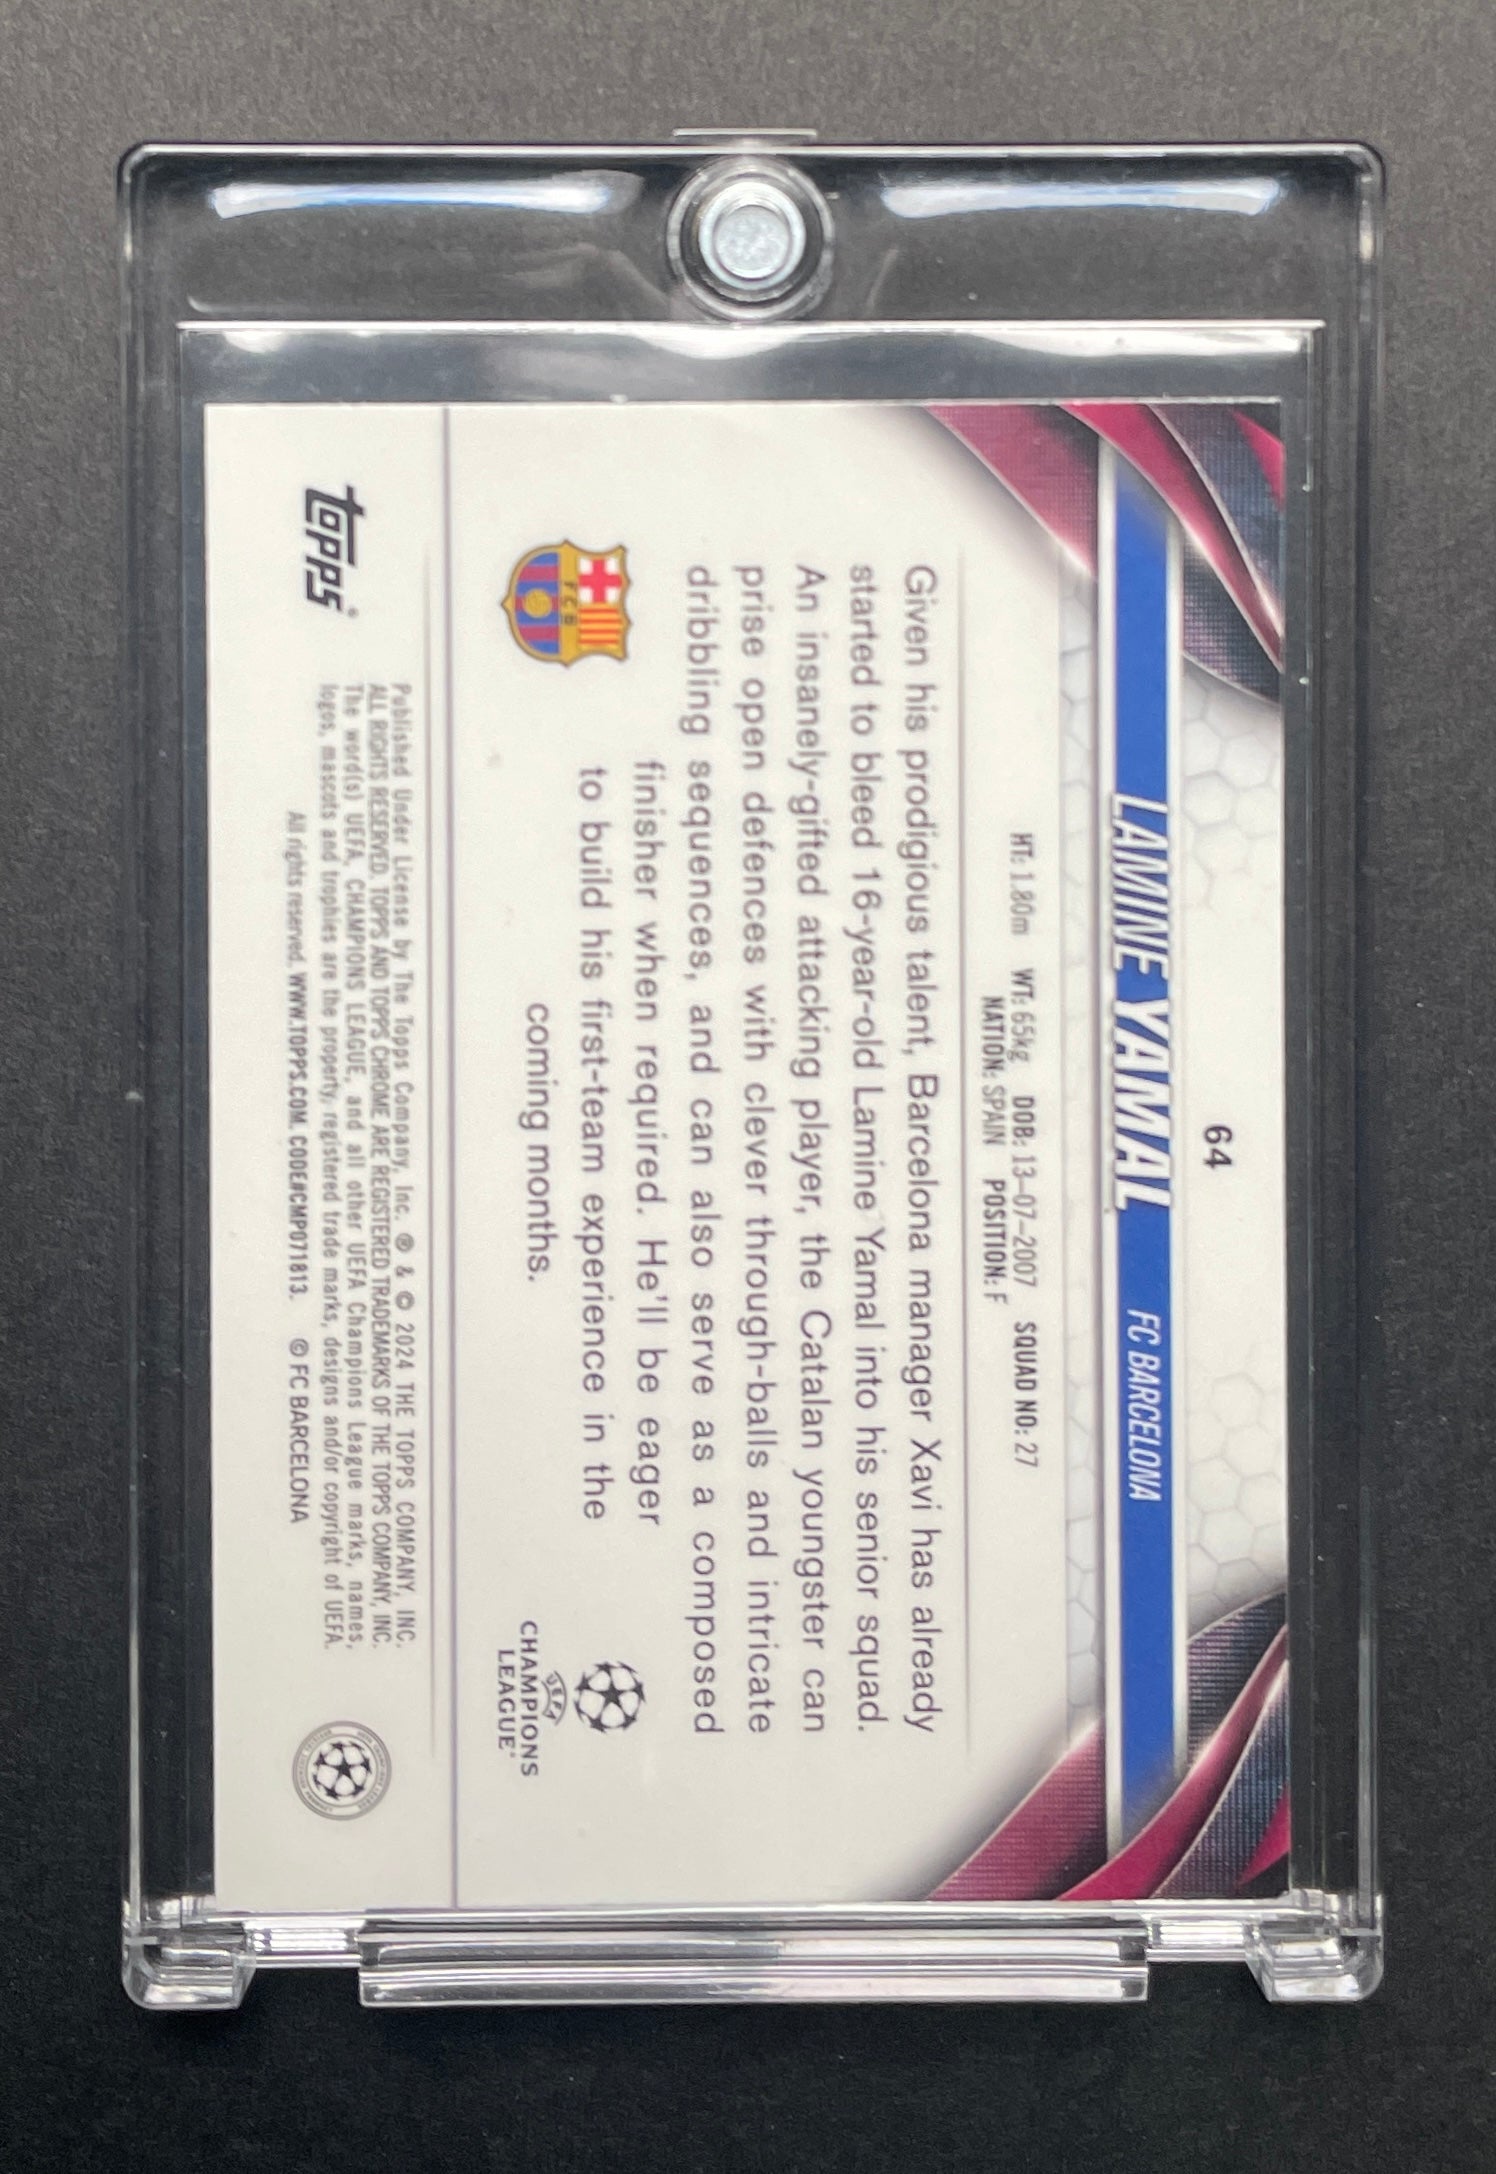 64
LAMINE YAMAL FC BARCELONA
HT: 1.80m WT: 65kg DOB: 13-07-2007 SQUAD NO: 27
NATION: SPAIN POSITION: F
Given his prodigious talent, Barcelona manager Xavi has already
started to bleed 16-year-old Lamine Yamal into his senior squad.
An insanely-gifted attacking player, the Catalan youngster can
prise open defences with clever through-balls and intricate
dribbling sequences, and can also serve as a composed
finisher when required. He'll be eager
to build his first-team experience in the
coming months.
FCB
UEFA
CHAMPIONS
LEAGUE
topps®
Published Under License by The Topps Company, Inc. ® & © 2024 THE TOPPS COMPANY, INC.
ALL RIGHTS RESERVED. TOPPS AND TOPPS CHROME ARE REGISTERED TRADEMARKS OF THE TOPPS COMPANY, INC.
The word(s) UEFA, CHAMPIONS LEAGUE, and all other UEFA Champions League marks, names,
logos, mascots and trophies are the property, registered trade marks, designs and/or copyright of UEFA.
All rights reserved. WWW.TOPPS.COM. CODE#CMP071813. © FC BARCELONA